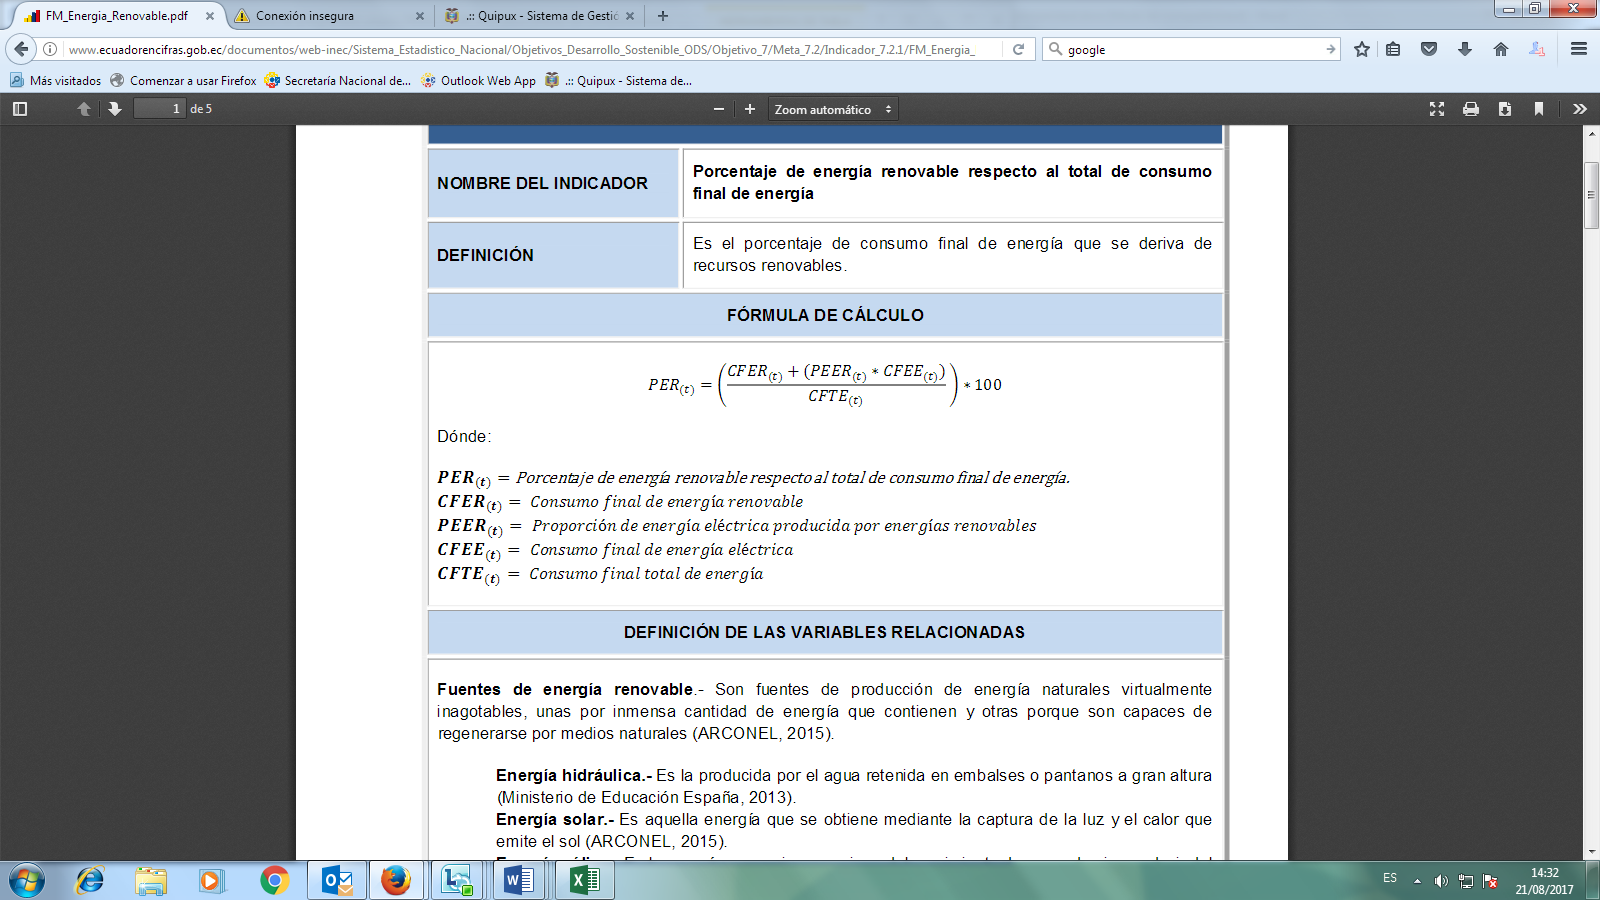 FM_Energia_Renovable.pdf
Conexión insegura
.:: Quipux - Sistema de Gestió
www.ecuadorencifras.gob.ec/documentos/web-inec/Sistema_Estadistico_Nacional/Objetivos_Desarrollo_Sostenible_ODS/Objetivo_7/Meta_7.2/Indicador_7.2.1/FM_Energia_
google
Más visitados
Comenzar a usar Firefox
Secretaría Nacional de...
Outlook Web App
.:: Quipux - Sistema de...
1 de 5
Zoom automático
NOMBRE DEL INDICADOR
Porcentaje de energía renovable respecto al total de consumo
final de energía
DEFINICIÓN
Es el porcentaje de consumo final de energía que se deriva de
recursos renovables.
FÓRMULA DE CÁLCULO
PER(t) = (CFER(t) + (PEER(t) * CFEE(t)) / CFTE(t)) * 100
Dónde:
PER(t) = Porcentaje de energía renovable respecto al total de consumo final de energía.
CFER(t) = Consumo final de energía renovable
PEER(t) = Proporción de energía eléctrica producida por energías renovables
CFEE(t) = Consumo final de energía eléctrica
CFTE(t) = Consumo final total de energía
DEFINICIÓN DE LAS VARIABLES RELACIONADAS
Fuentes de energía renovable.- Son fuentes de producción de energía naturales virtualmente
inagotables, unas por inmensa cantidad de energía que contienen y otras porque son capaces de
regenerarse por medios naturales (ARCONEL, 2015).
Energía hidráulica.- Es la producida por el agua retenida en embalses o pantanos a gran altura
(Ministerio de Educación España, 2013).
Energía solar.- Es aquella energía que se obtiene mediante la captura de la luz y el calor que
emite el sol (ARCONEL, 2015).
ES
14:32
21/08/2017